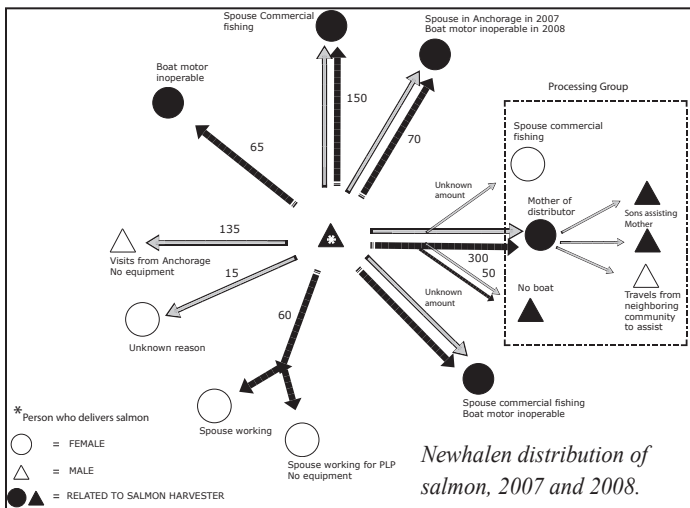 Spouse Commercial
fishing
Spouse in Anchorage in 2007
Boat motor inoperable in 2008
Boat motor
inoperable
150
70
65
Processing Group
Spouse commercial
fishing
Unknown
amount
Mother of
distributor
Sons assisting
Mother
135
*
Visits from Anchorage
No equipment
15
300
50
No boat
Travels from
neighboring
community
to assist
Unknown
amount
Unknown reason
60
Spouse working
Spouse working for PLP
No equipment
Spouse commercial fishing
Boat motor inoperable
*Person who delivers salmon
= FEMALE
= MALE
= RELATED TO SALMON HARVESTER
Newhalen distribution of
salmon, 2007 and 2008.